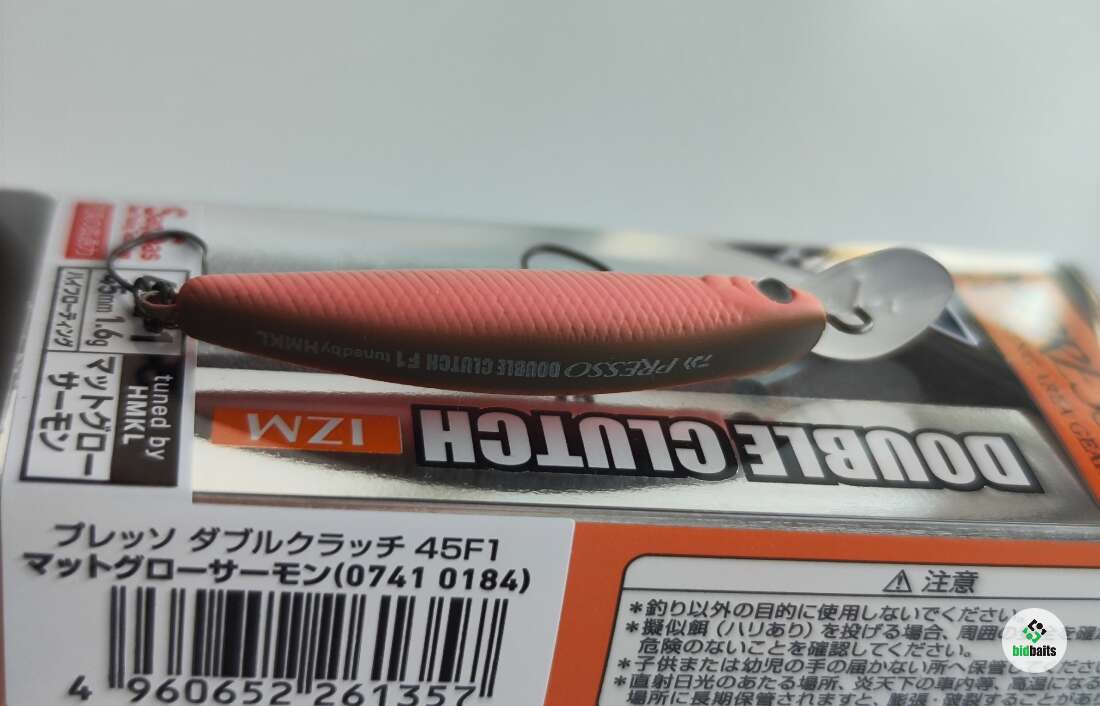 45mm 1.6g
ハイフローティング
マットグロー
サーモン
tuned by
HMKL
PRESSO DOUBLE CLUTCH F1 tuned by HMKL
IZM
DOUBLE CLUTCH
プレッソ ダブルクラッチ 45F1
マットグローサーモン(0741 0184)
4 960652 261357
⚠ 注意
*釣り以外の目的に使用しないでください。
*擬似餌(ハリあり)を投げる場合、周囲の
危険のないことを確認してください。
*子供または幼児の手の届かない所へ保管し
*直射日光のあたる場所、炎天下の車内等、高温になる
場所に長期保管されますと、膨張・破裂することが
bidbaits